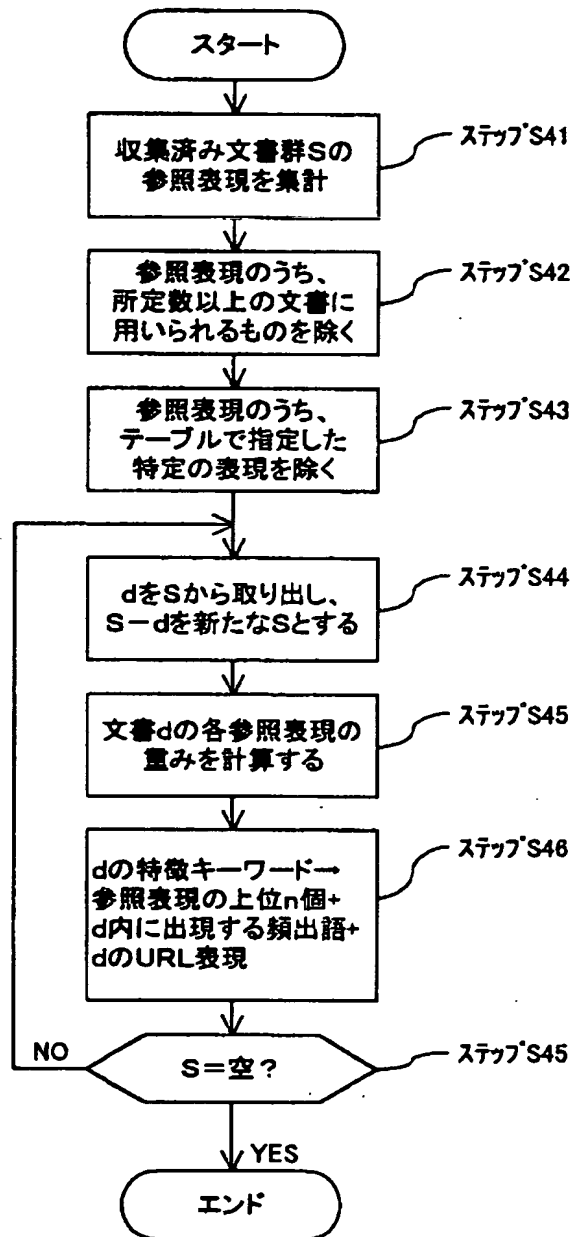 スタート
収集済み文書群Sの
参照表現を集計
ステップS41
参照表現のうち、
所定数以上の文書に
用いられるものを除く
ステップS42
参照表現のうち、
テーブルで指定した
特定の表現を除く
ステップS43
dをSから取り出し、
S-dを新たなSとする
ステップS44
文書dの各参照表現の
重みを計算する
ステップS45
dの特徴キーワード→
参照表現の上位n個+
d内に出現する頻出語+
dのURL表現
ステップS46
NO
S=空?
ステップS45
YES
エンド